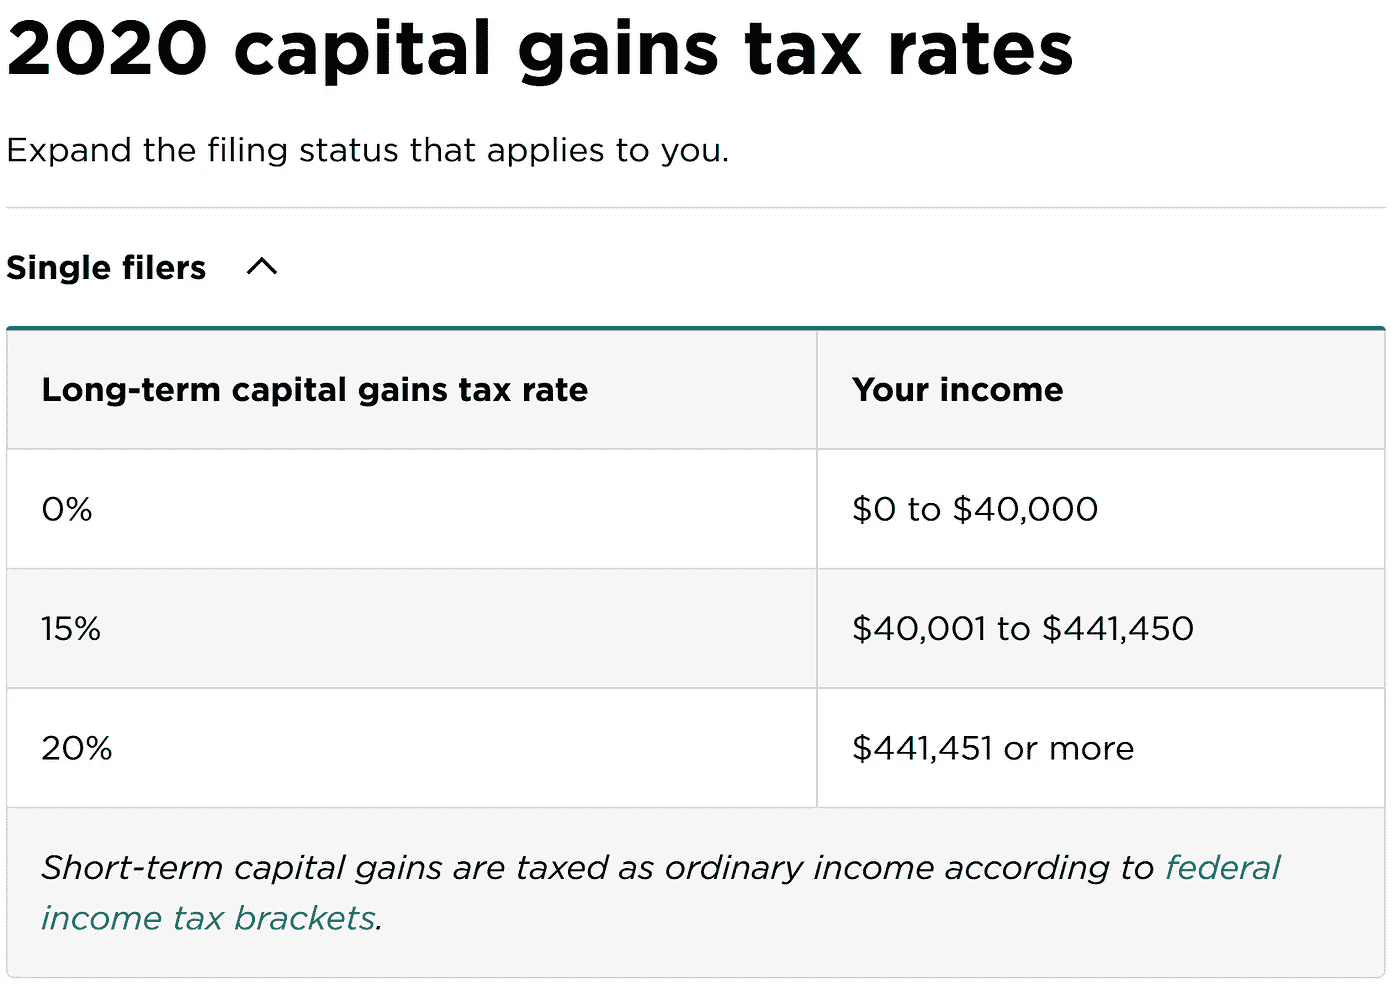 2020 capital gains tax rates
Expand the filing status that applies to you.
Single filers
Long-term capital gains tax rate
Your income
0%
$0 to $40,000
15%
$40,001 to $441,450
20%
$441,451 or more
Short-term capital gains are taxed as ordinary income according to federal
income tax brackets.